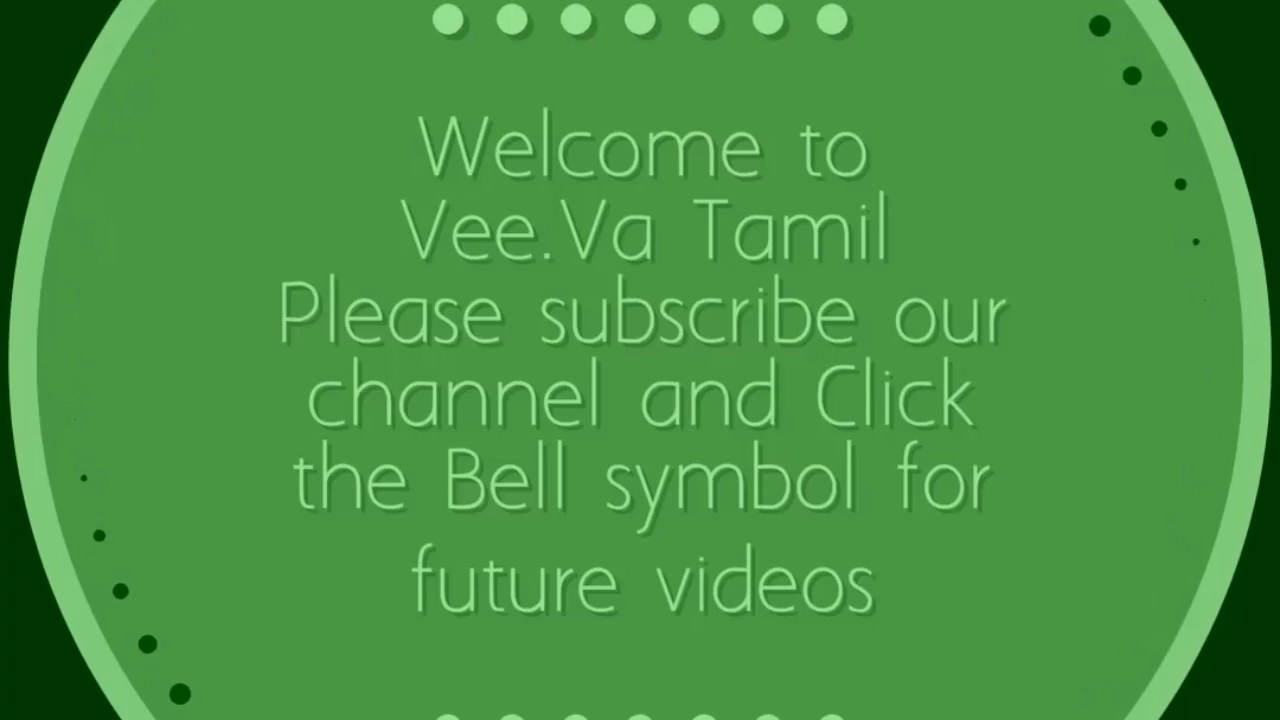 Welcome to
Vee.Va Tamil
Please subscribe our
channel and Click
the Bell symbol for
future videos